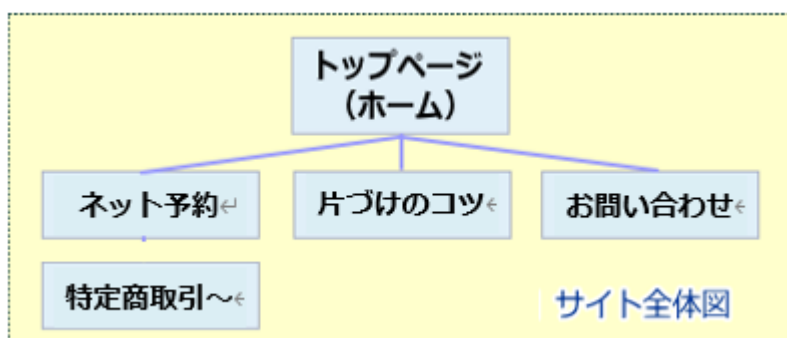 トップページ
（ホーム）
ネット予約↵
片づけのコツ←
お問い合わせ←
特定商取引～←
サイト全体図